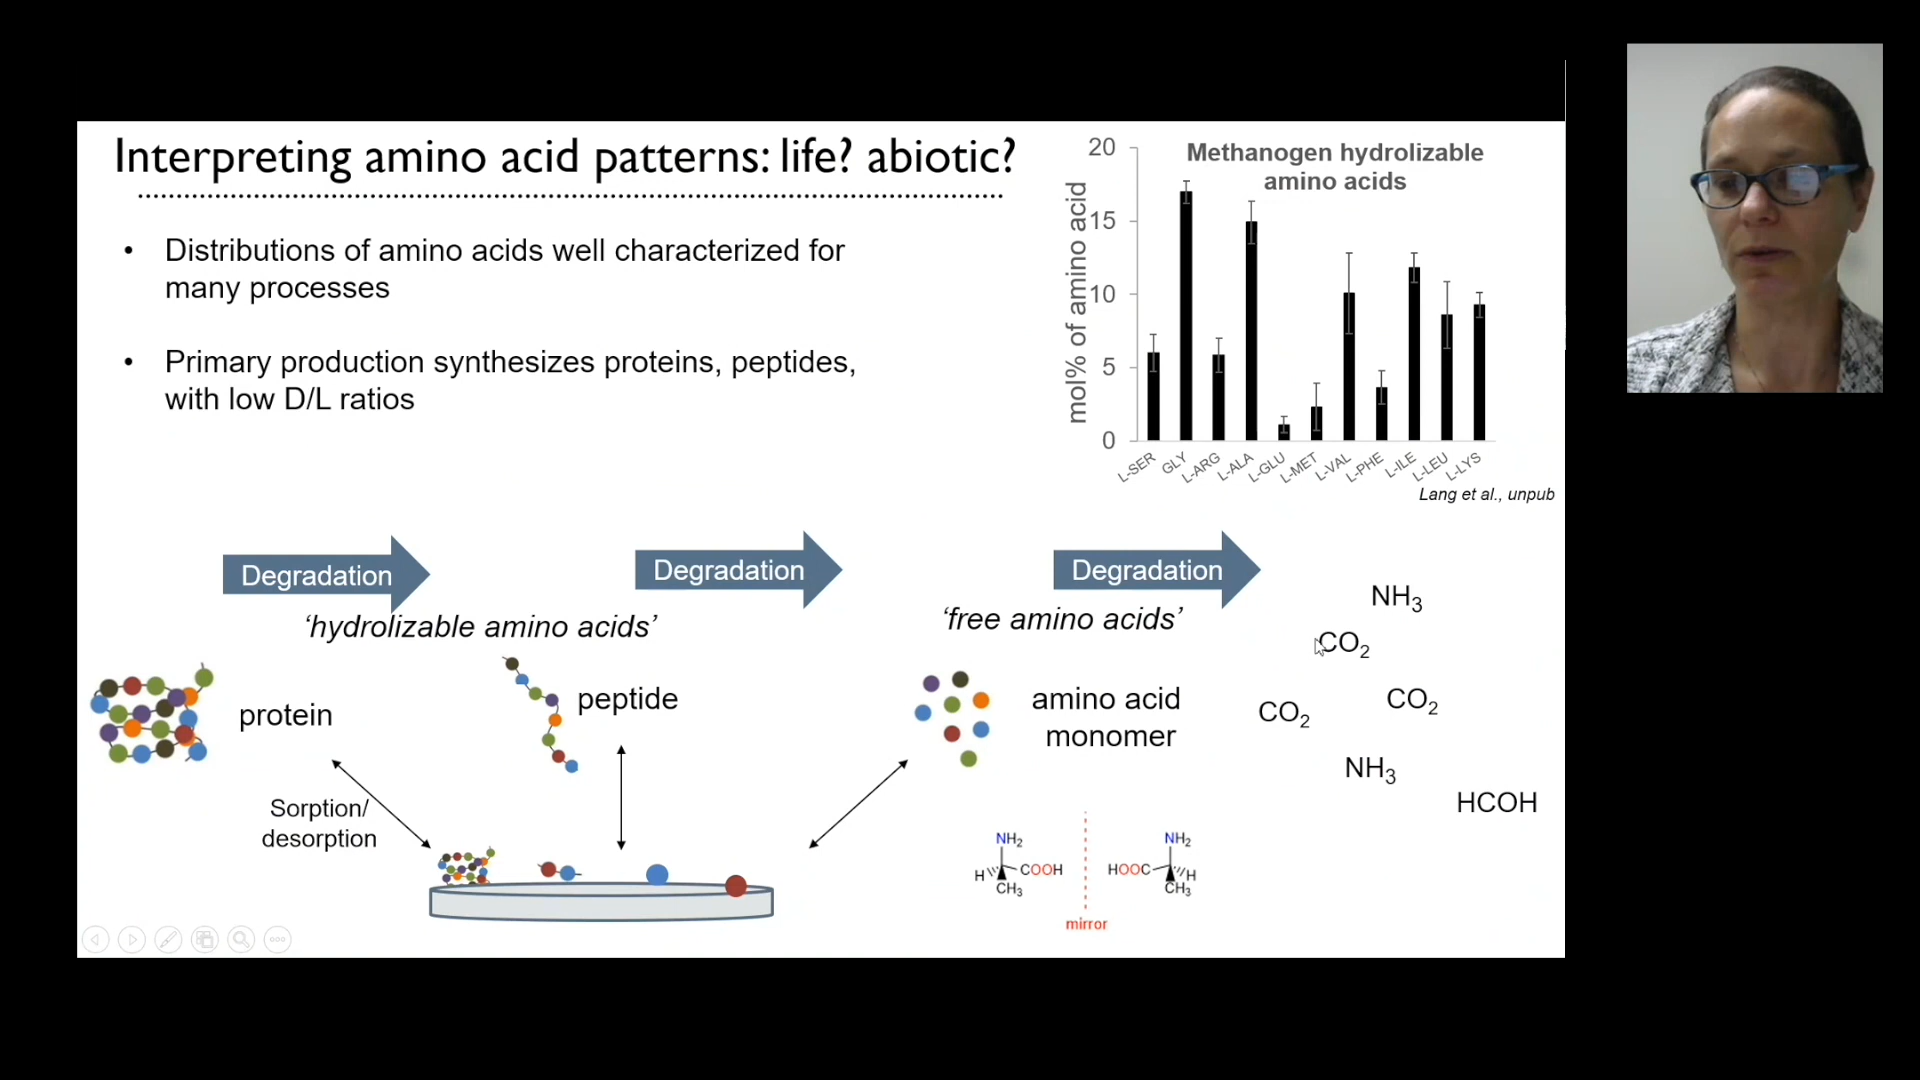 Interpreting amino acid patterns: life? abiotic?
• Distributions of amino acids well characterized for
many processes
• Primary production synthesizes proteins, peptides,
with low D/L ratios
Methanogen hydrolizable
amino acids
mol% of amino acid
20
15
10
5
0
L-SER GLY L-ARG L-ALA L-GLU L-MET L-VAL L-PHE L-ILE L-LEU L-LYS
Lang et al., unpub
Degradation
Degradation
Degradation
‘hydrolizable amino acids’
‘free amino acids’
protein
peptide
amino acid
monomer
NH3
CO2
CO2
CO2
NH3
HCOH
Sorption/
desorption
NH2
H COOH
CH3
NH2
HOOC H
CH3
mirror